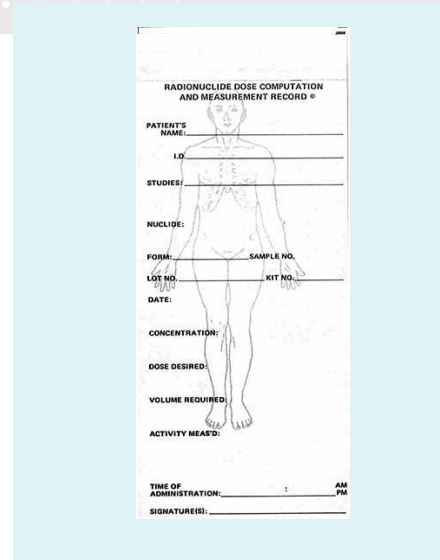 RADIONUCLIDE DOSE COMPUTATION
AND MEASUREMENT RECORD ©
PATIENT'S
NAME:
I.D.
STUDIES:
NUCLIDE:
FORM: SAMPLE NO.
LOT NO. KIT NO.
DATE:
CONCENTRATION:
DOSE DESIRED:
VOLUME REQUIRED:
ACTIVITY MEAS'D:
TIME OF AM
ADMINISTRATION: : PM
SIGNATURE(S):